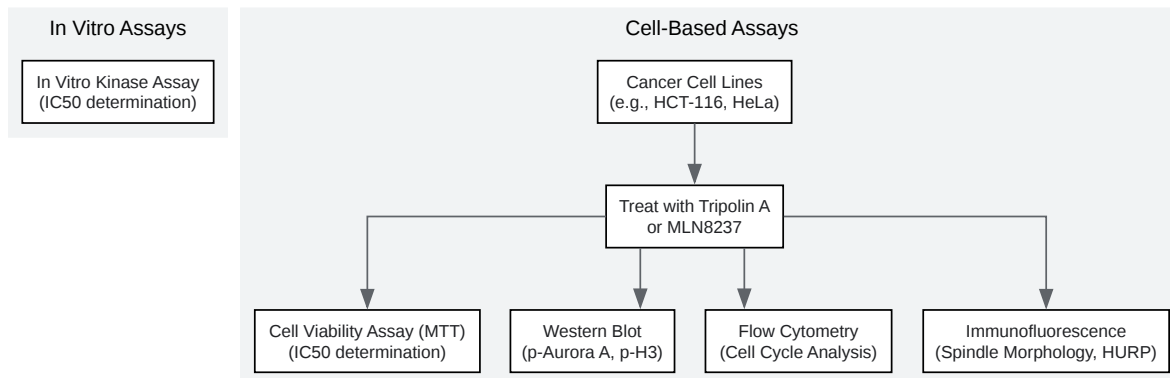 In Vitro Assays
In Vitro Kinase Assay
(IC50 determination)
Cell-Based Assays
Cancer Cell Lines
(e.g., HCT-116, HeLa)
Treat with Tripolin A
or MLN8237
Cell Viability Assay (MTT)
(IC50 determination)
Western Blot
(p-Aurora A, p-H3)
Flow Cytometry
(Cell Cycle Analysis)
Immunofluorescence
(Spindle Morphology, HURP)